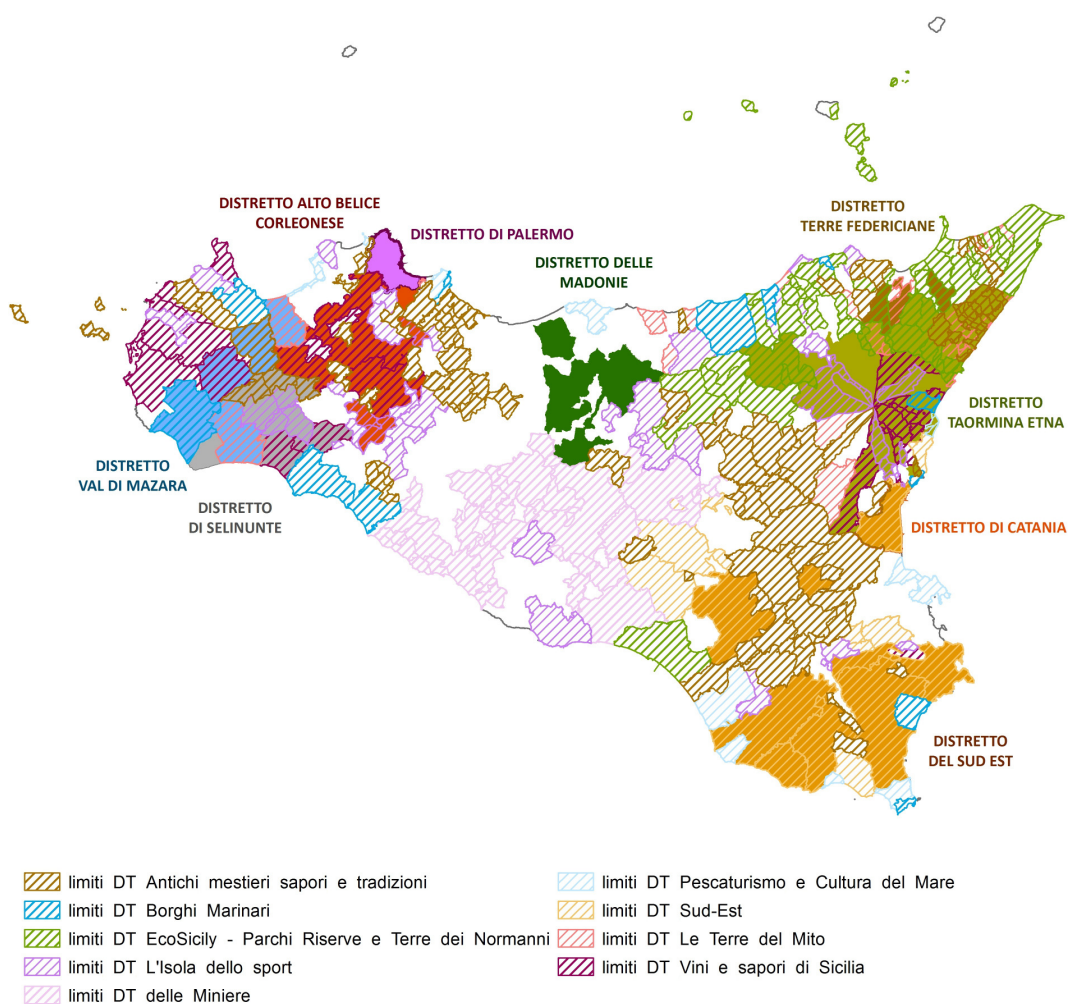 DISTRETTO ALTO BELICE
CORLEONESE
DISTRETTO DI PALERMO
DISTRETTO DELLE
MADONIE
DISTRETTO
TERRE FEDERICIANE
DISTRETTO
TAORMINA ETNA
DISTRETTO
VAL DI MAZARA
DISTRETTO
DI SELINUNTE
DISTRETTO DI CATANIA
DISTRETTO
DEL SUD EST
limiti DT Antichi mestieri sapori e tradizioni
limiti DT Borghi Marinari
limiti DT EcoSicily - Parchi Riserve e Terre dei Normanni
limiti DT L'Isola dello sport
limiti DT delle Miniere
limiti DT Pescaturismo e Cultura del Mare
limiti DT Sud-Est
limiti DT Le Terre del Mito
limiti DT Vini e sapori di Sicilia